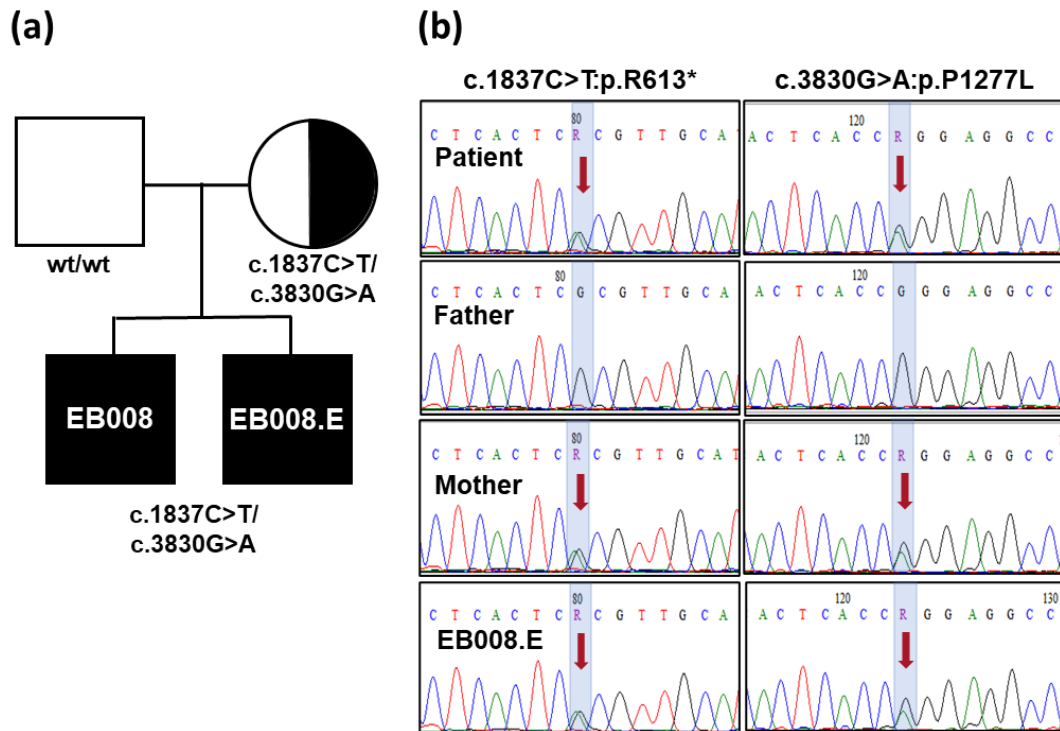 (a)
(b)
wt/wt
c.1837C>T/
c.3830G>A
EB008
EB008.E
c.1837C>T/
c.3830G>A
c.1837C>T:p.R613*
c.3830G>A:p.P1277L
80
C T C A C T C R C G T T G C A T
Patient
120
A C T C A C C R G G A G G C C
80
C T C A C T C G C G T T G C A
Father
120
A C T C A C C G G G A G G C C
80
C T C A C T C R C G T T G C A T
Mother
120
A C T C A C C R G G A G G C C
80
C T C A C T C R C G T T G C A
EB008.E
120
130
A C T C A C C R G G A G G C C